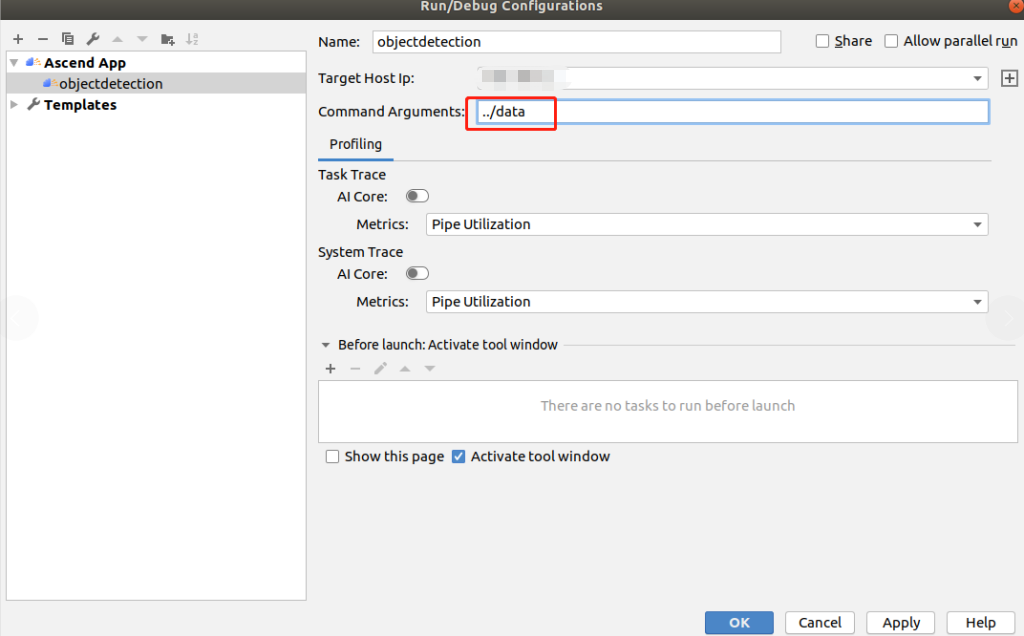 Run/Debug Configurations
Ascend App
objectdetection
Templates
Name: objectdetection Share Allow parallel run
Target Host Ip:
Command Arguments: ../data
Profiling
Task Trace
AI Core:
Metrics: Pipe Utilization
System Trace
AI Core:
Metrics: Pipe Utilization
Before launch: Activate tool window
There are no tasks to run before launch
Show this page Activate tool window
OK Cancel Apply Help